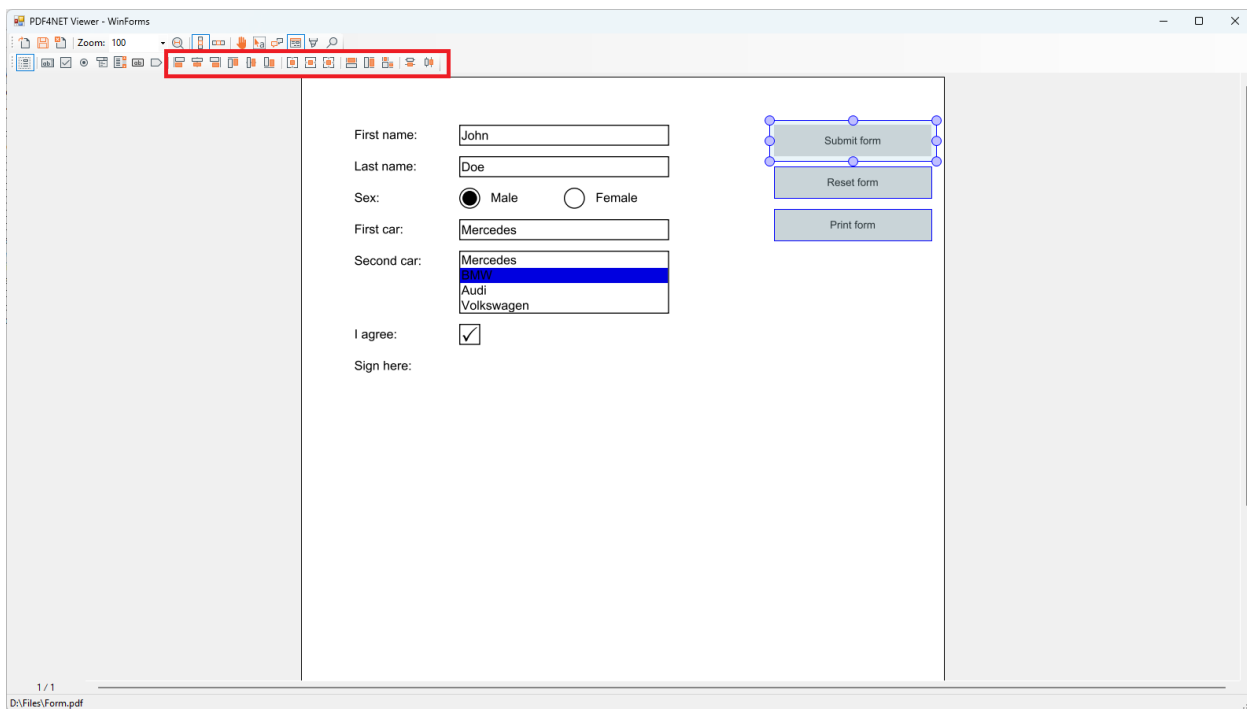 PDF4NET Viewer - WinForms
Zoom: 100
First name: John
Submit form
Last name: Doe
Reset form
Sex: Male Female
Print form
First car: Mercedes
Second car: Mercedes
BMW
Audi
Volkswagen
I agree:
Sign here:
1 / 1
D:\Files\Form.pdf